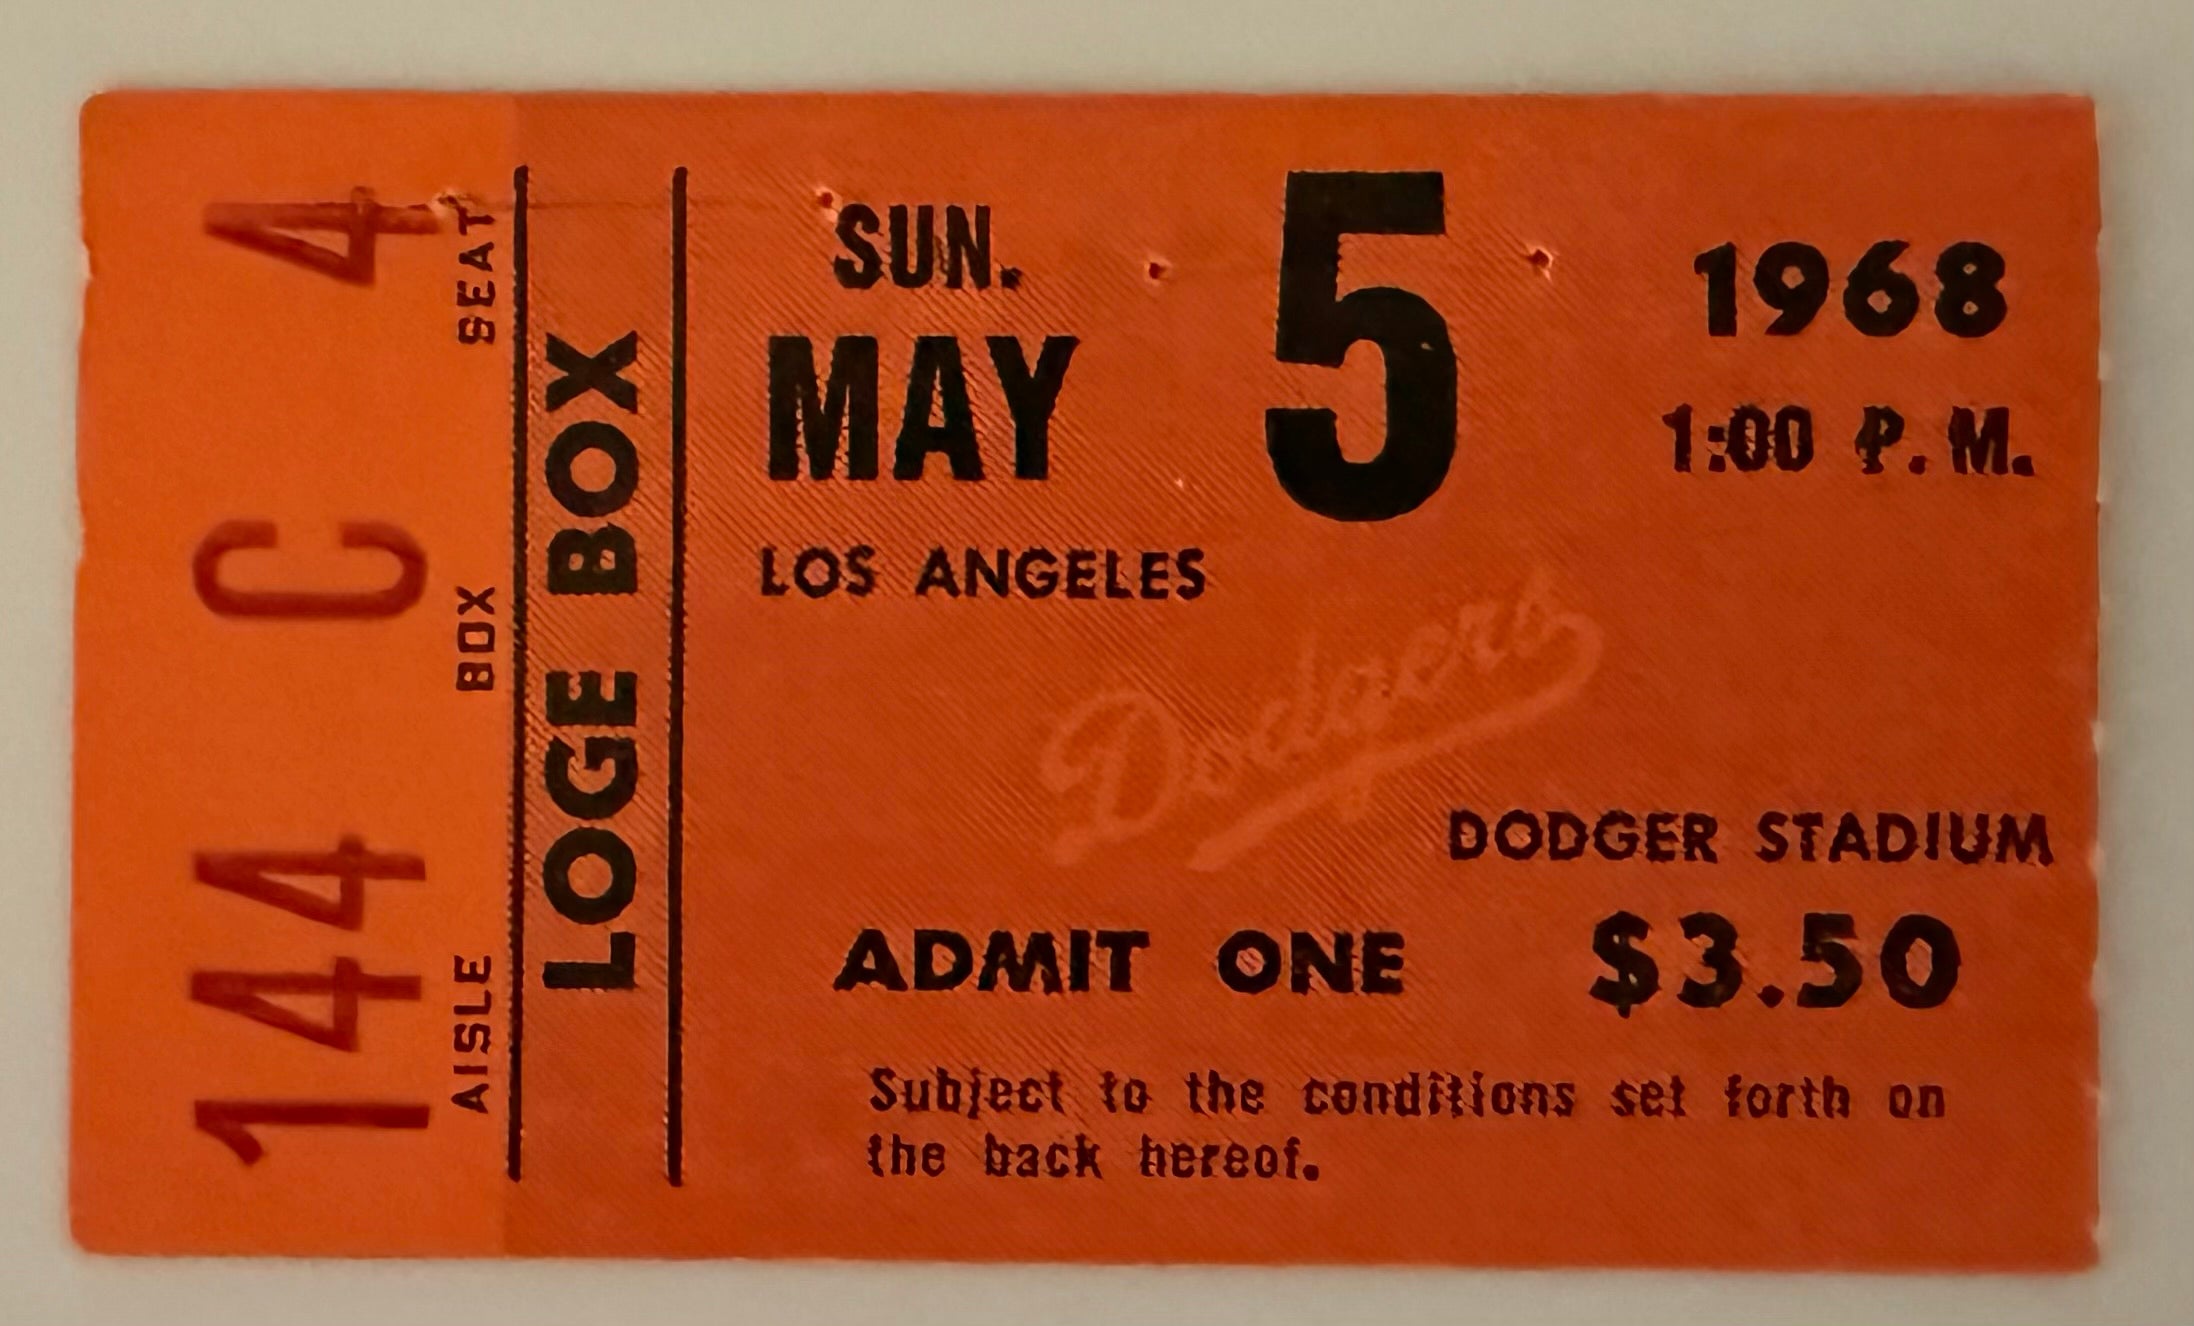 144 C 4
AISLE BOX SEAT
LOGE BOX
SUN.
MAY 5
1968
1:00 P.M.
LOS ANGELES
Dodgers
DODGER STADIUM
ADMIT ONE $3.50
Subject to the conditions set forth on
the back hereof.